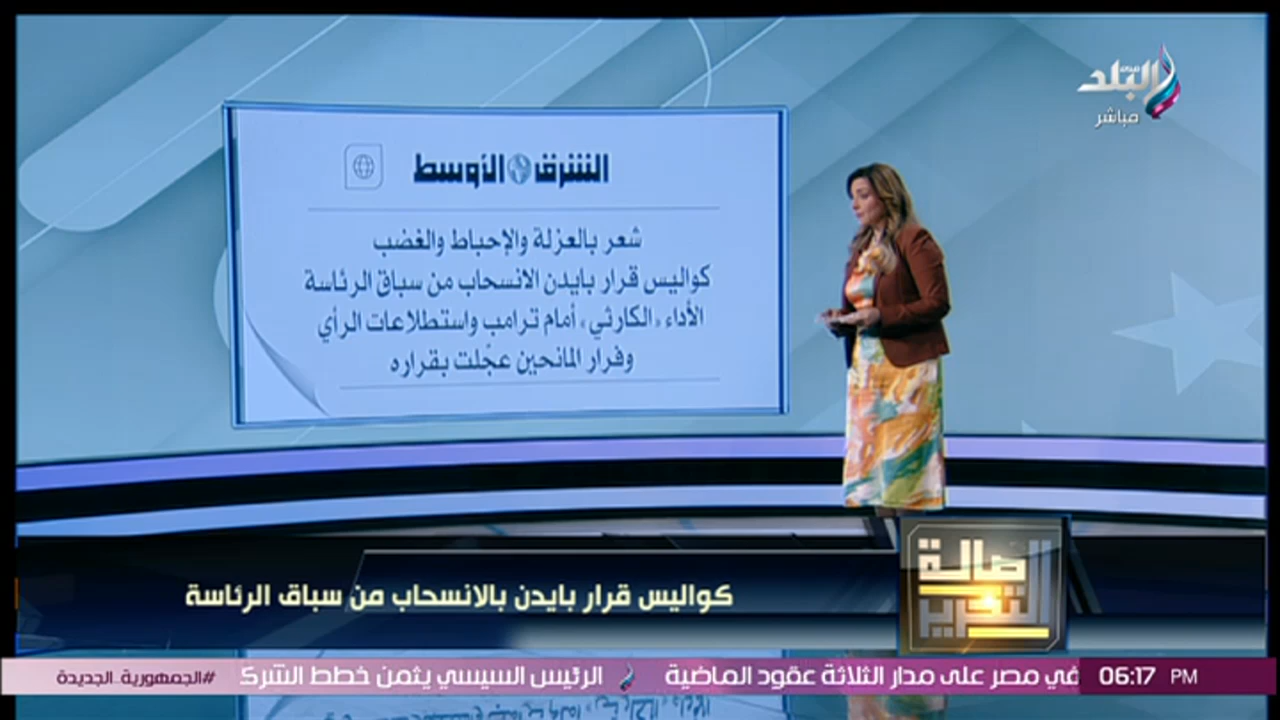 صدى
البلد
مباشر
الشرق الأوسط
شعر بالعزلة والإحباط والغضب
كواليس قرار بايدن الانسحاب من سباق الرئاسة
الأداء «الكارثي» أمام ترامب واستطلاعات الرأي
وفرار المانحين عجّلت بقراره
صالة
التحرير
كواليس قرار بايدن بالانسحاب من سباق الرئاسة
06:17 PM
في مصر على مدار الثلاثة عقود الماضية
الرئيس السيسي يثمن خطط الشرك
#الجمهورية_الجديدة